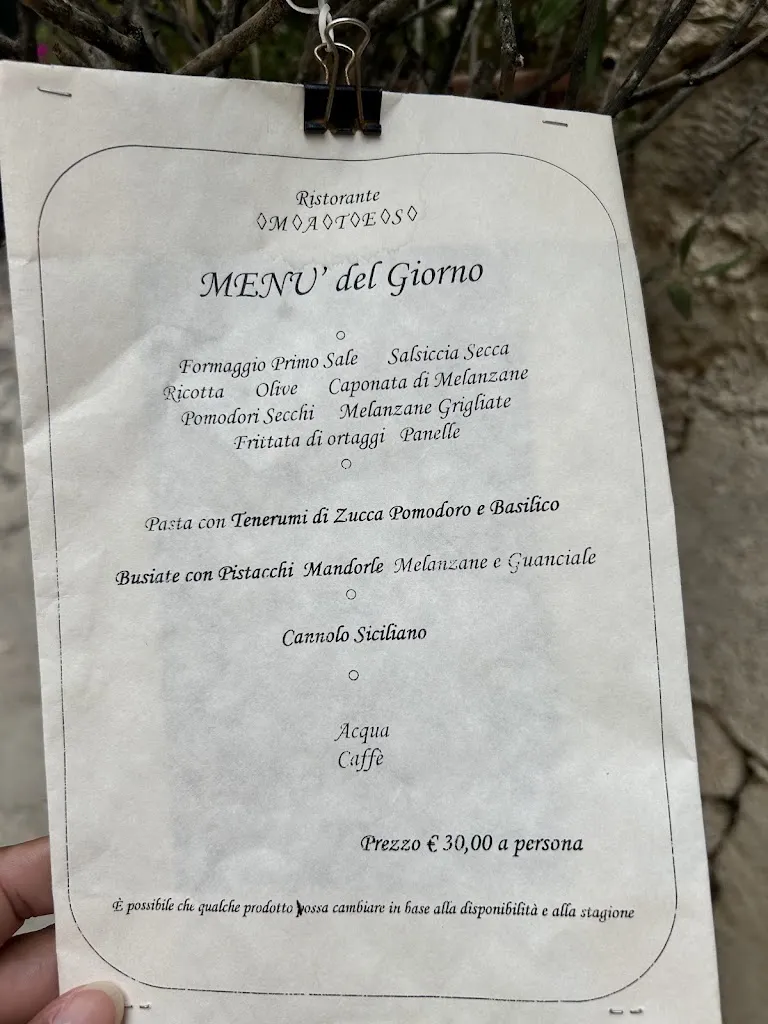 Ristorante
◊M◊A◊T◊E◊S◊
MENU' del Giorno
○
Formaggio Primo Sale Salsiccia Secca
Ricotta Olive Caponata di Melanzane
Pomodori Secchi Melanzane Grigliate
Frittata di ortaggi Panelle
○
Pasta con Tenerumi di Zucca Pomodoro e Basilico
Busiate con Pistacchi Mandorle Melanzane e Guanciale
○
Cannolo Siciliano
○
Acqua
Caffè
Prezzo € 30,00 a persona
È possibile che qualche prodotto possa cambiare in base alla disponibilità e alla stagione